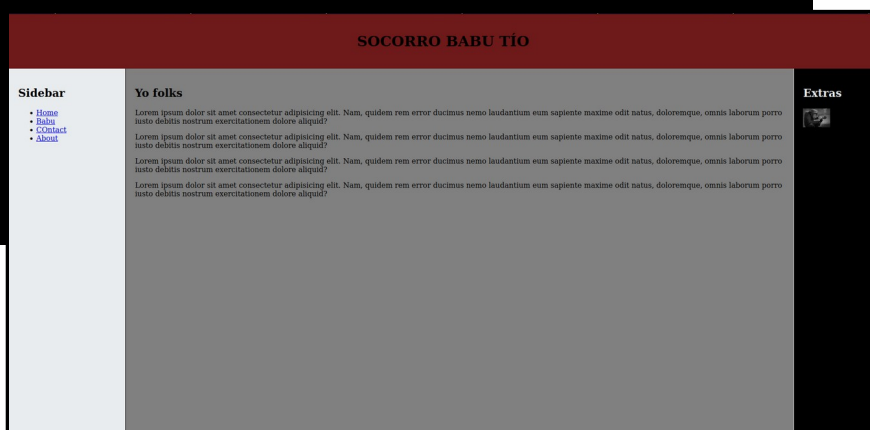 SOCORRO BABU TÍO
Sidebar
Home
Babu
COntact
About
Yo folks
Lorem ipsum dolor sit amet consectetur adipisicing elit. Nam, quidem rem error ducimus nemo laudantium eum sapiente maxime odit natus, doloremque, omnis laborum porro
iusto debitis nostrum exercitationem dolore aliquid?
Lorem ipsum dolor sit amet consectetur adipisicing elit. Nam, quidem rem error ducimus nemo laudantium eum sapiente maxime odit natus, doloremque, omnis laborum porro
iusto debitis nostrum exercitationem dolore aliquid?
Lorem ipsum dolor sit amet consectetur adipisicing elit. Nam, quidem rem error ducimus nemo laudantium eum sapiente maxime odit natus, doloremque, omnis laborum porro
iusto debitis nostrum exercitationem dolore aliquid?
Lorem ipsum dolor sit amet consectetur adipisicing elit. Nam, quidem rem error ducimus nemo laudantium eum sapiente maxime odit natus, doloremque, omnis laborum porro
iusto debitis nostrum exercitationem dolore aliquid?
Extras